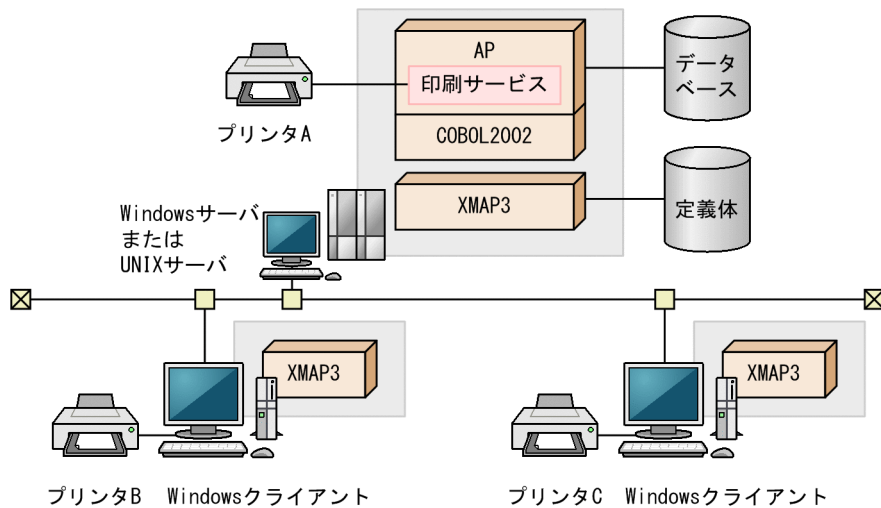 AP
印刷サービス
COBOL2002
XMAP3
データ
ベース
定義体
プリンタA
Windowsサーバ
または
UNIXサーバ
XMAP3
XMAP3
プリンタB
Windowsクライアント
プリンタC
Windowsクライアント